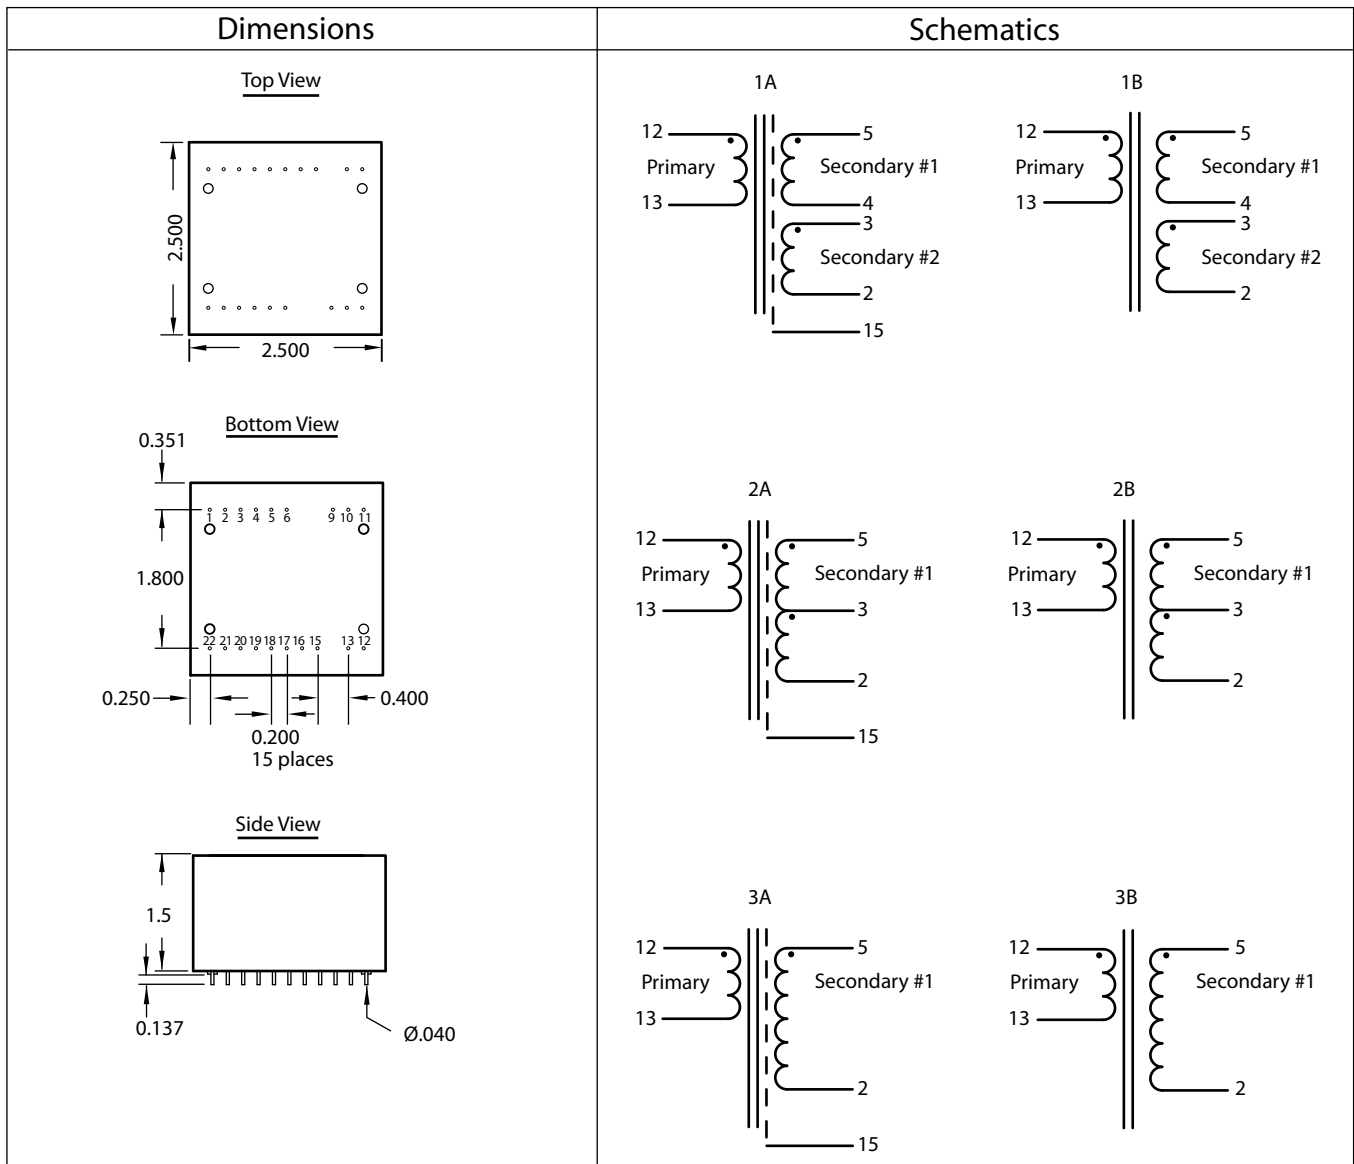 Dimensions
Schematics
Top View
2.500
2.500
Bottom View
0.351
1 2 3 4 5 6 9 10 11
1.800
22 21 20 19 18 17 16 15 13 12
0.250
0.400
0.200
15 places
Side View
1.5
0.137
Ø.040
1A
12
Primary
13
5
Secondary #1
4
3
Secondary #2
2
15
1B
12
Primary
13
5
Secondary #1
4
3
Secondary #2
2
2A
12
Primary
13
5
Secondary #1
3
2
15
2B
12
Primary
13
5
Secondary #1
3
2
3A
12
Primary
13
5
Secondary #1
2
15
3B
12
Primary
13
5
Secondary #1
2